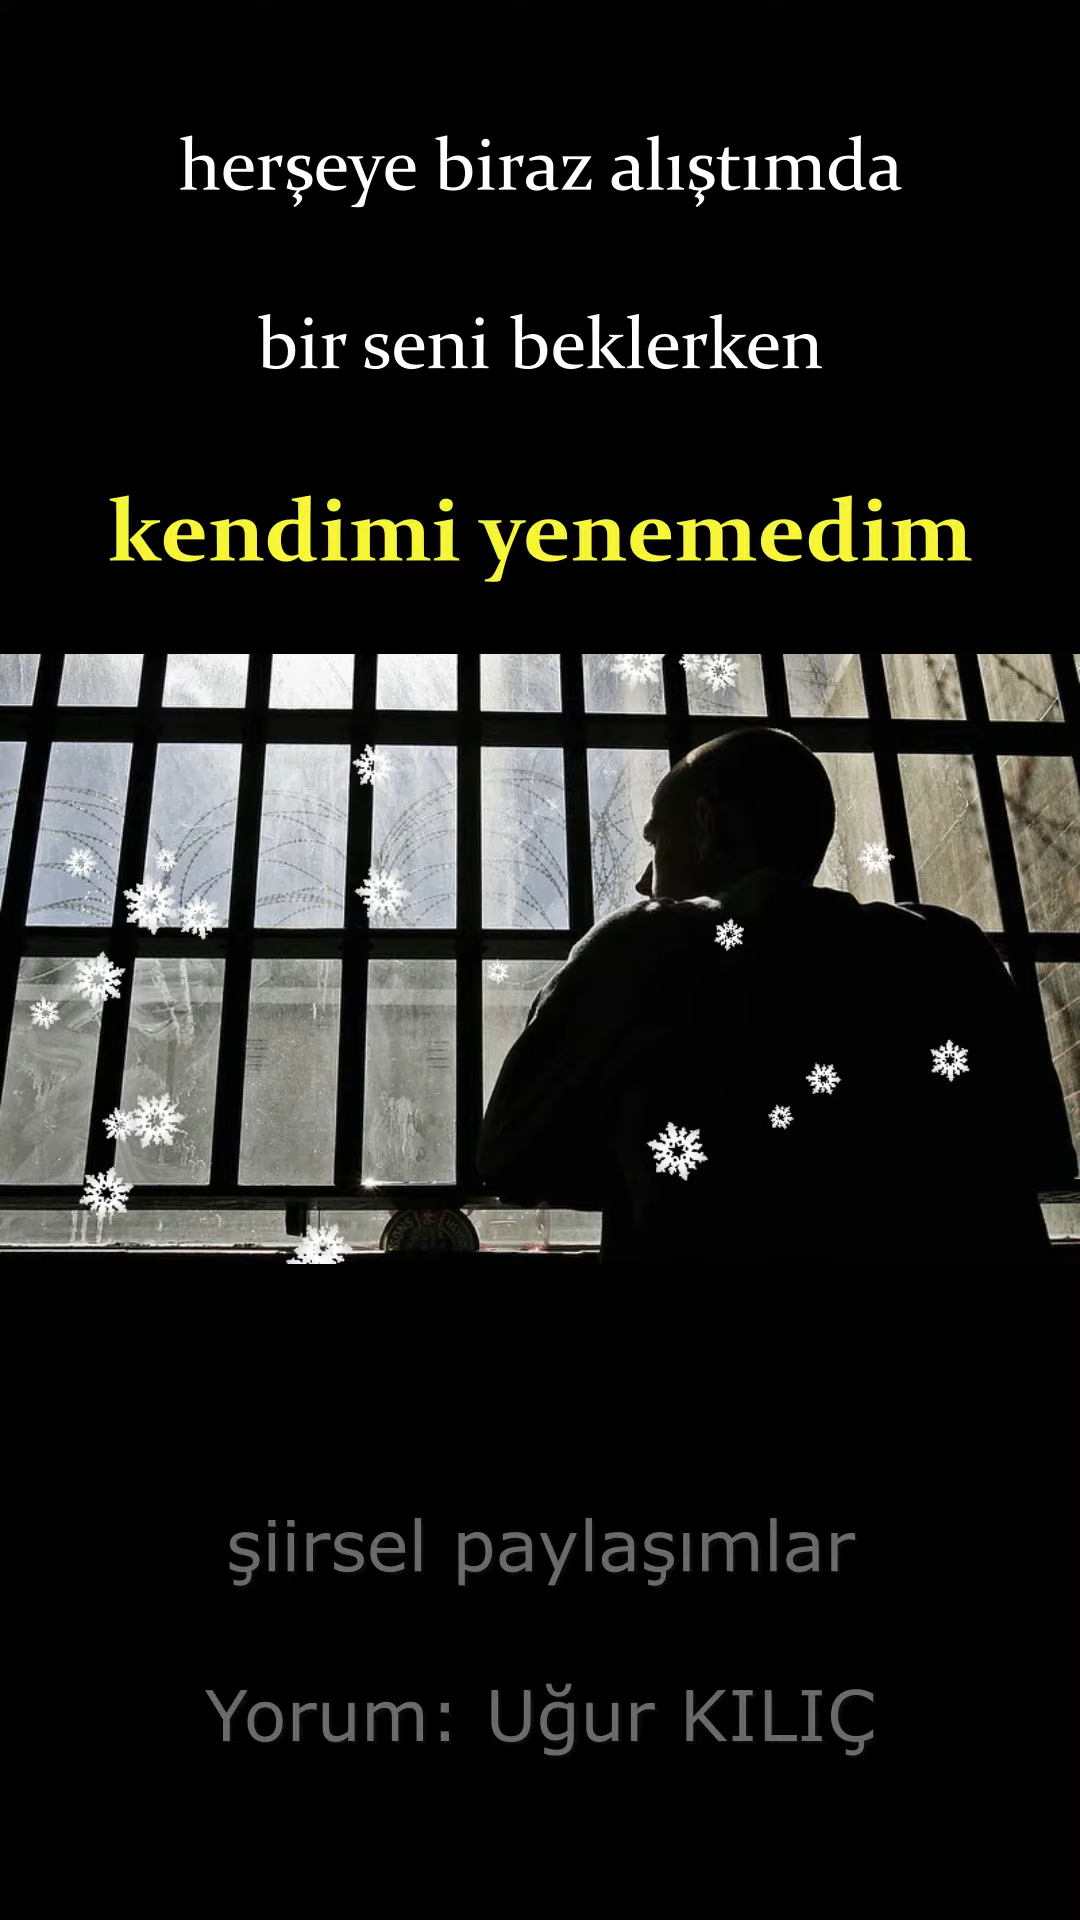 herşeye biraz alıştımda
bir seni beklerken
kendimi yenemedim
şiirsel paylaşımlar
Yorum: Uğur KILIÇ